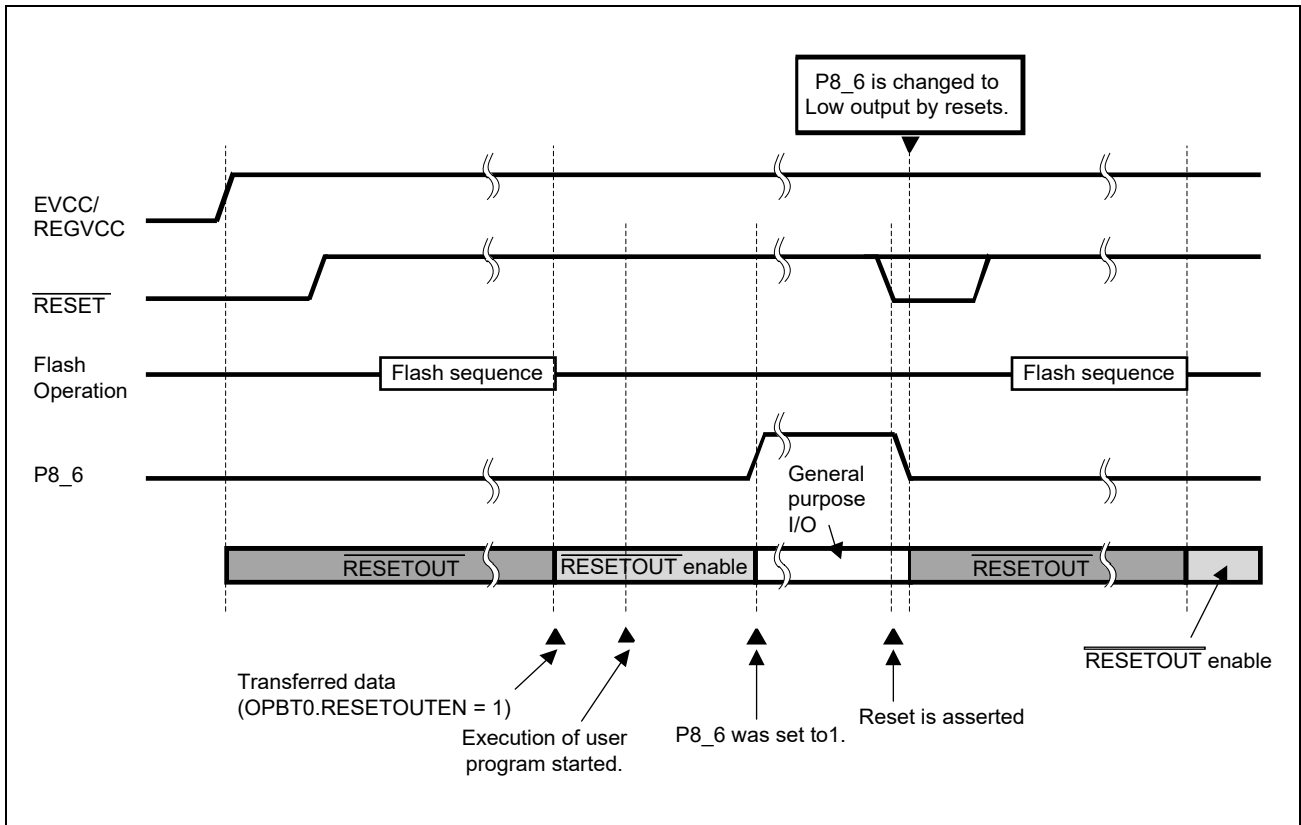 P8_6 is changed to
Low output by resets.
EVCC/
REGVCC
RESET
Flash
Operation
Flash sequence
Flash sequence
P8_6
General
purpose
I/O
RESETOUT
RESETOUT enable
RESETOUT
RESETOUT enable
Transferred data
(OPBT0.RESETOUTEN = 1)
Execution of user
program started.
P8_6 was set to1.
Reset is asserted